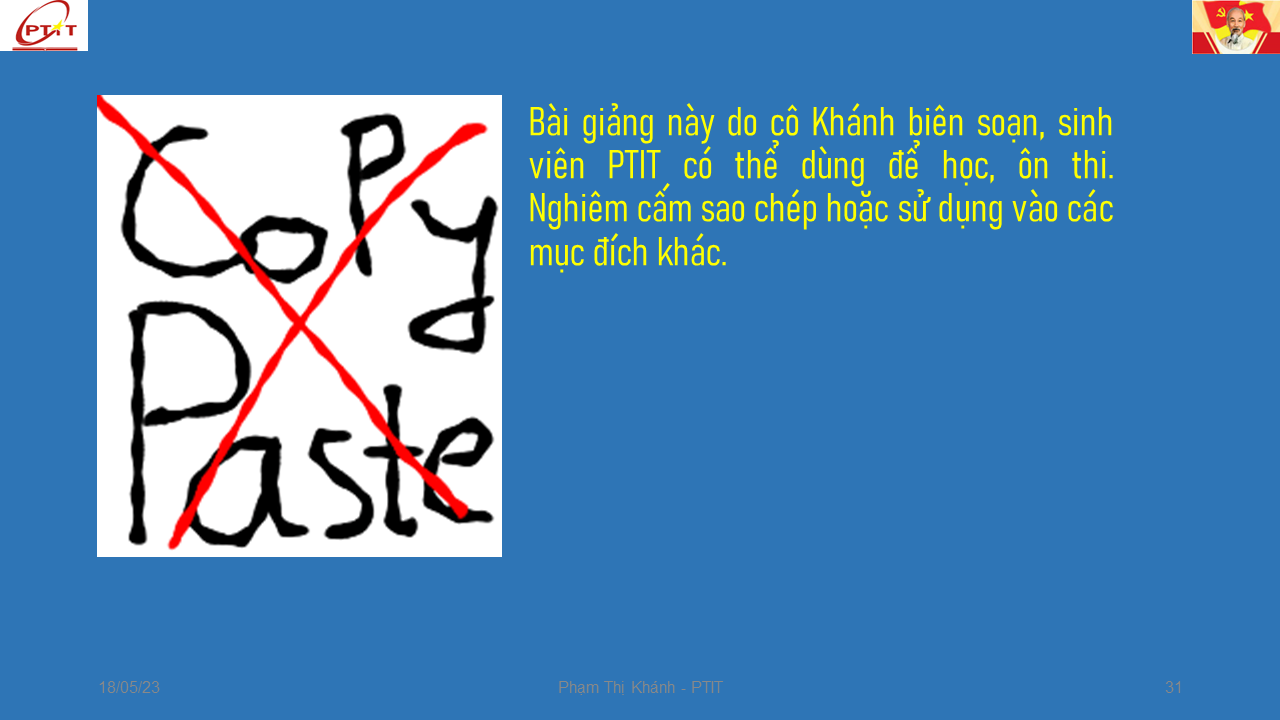 PTIT
CoPy
Paste
Bài giảng này do cô Khánh biên soạn, sinh
viên PTIT có thể dùng để học, ôn thi.
Nghiêm cấm sao chép hoặc sử dụng vào các
mục đích khác.
18/05/23
Phạm Thị Khánh - PTIT
31